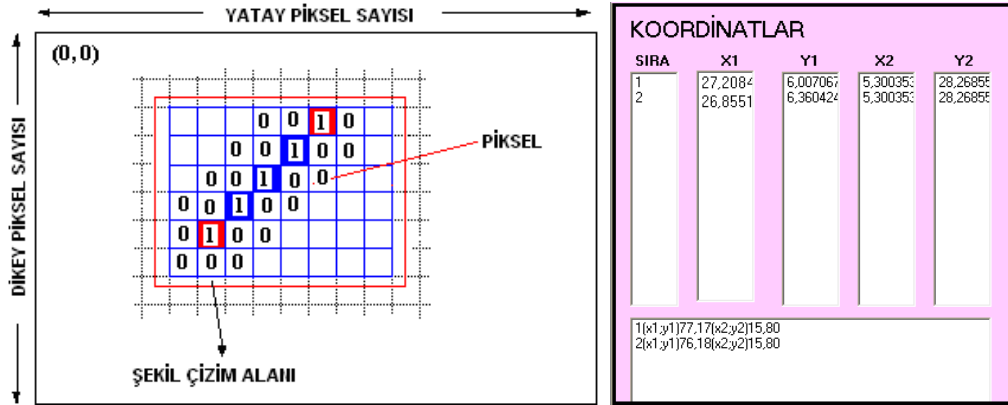 YATAY PİKSEL SAYISI
DİKEY PİKSEL SAYISI
(0,0)
0 0 1 0
0 0 1 0 0
0 0 1 0 0
0 0 1 0 0
0 1 0 0
0 0 0
PİKSEL
ŞEKİL ÇİZİM ALANI
KOORDİNATLAR
SIRA X1 Y1 X2 Y2
1 27,2084 6,007067 5,300353 28,26855
2 26,8551 6,360424 5,300353 28,26855
1(x1;y1)77,17(x2;y2)15,80
2(x1;y1)76,18(x2;y2)15,80